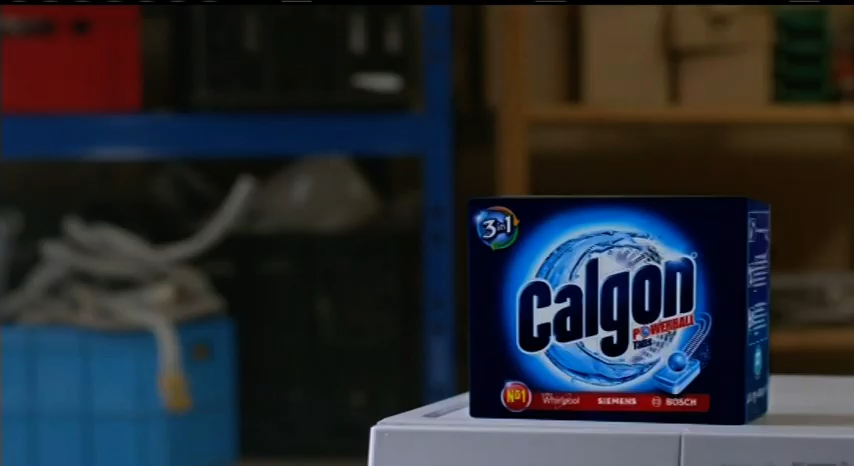 3in1
Calgon
POWERBALL
TABS
Nº1 Whirlpool SIEMENS BOSCH